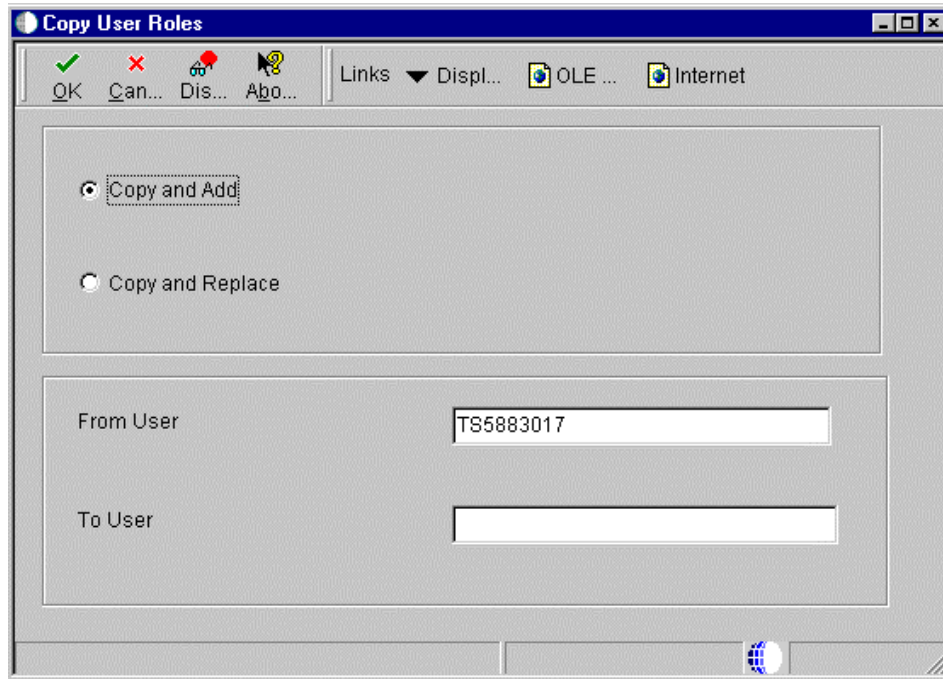 Copy User Roles
OK Can... Dis... Abo... Links Displ... OLE ... Internet
Copy and Add
Copy and Replace
From User TS5883017
To User